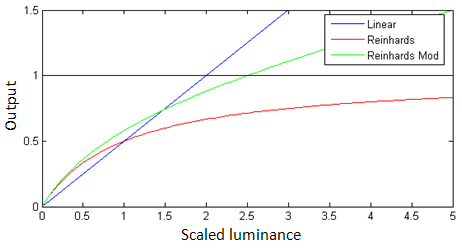 1.5
Linear
Reinhards
Reinhards Mod
1
Output
0.5
0
0 0.5 1 1.5 2 2.5 3 3.5 4 4.5 5
Scaled luminance